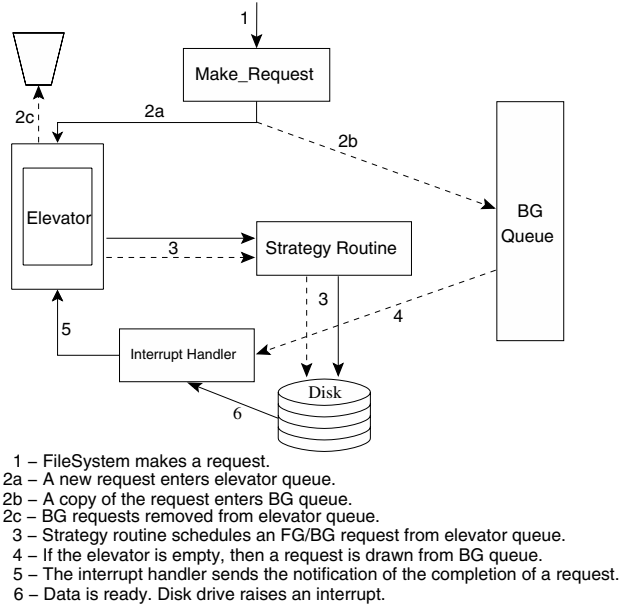 1
Make_Request
2a
2c
2b
Elevator
BG
Queue
3
Strategy Routine
3
4
5
Interrupt Handler
Disk
6
1 – FileSystem makes a request.
2a – A new request enters elevator queue.
2b – A copy of the request enters BG queue.
2c – BG requests removed from elevator queue.
3 – Strategy routine schedules an FG/BG request from elevator queue.
4 – If the elevator is empty, then a request is drawn from BG queue.
5 – The interrupt handler sends the notification of the completion of a request.
6 – Data is ready. Disk drive raises an interrupt.